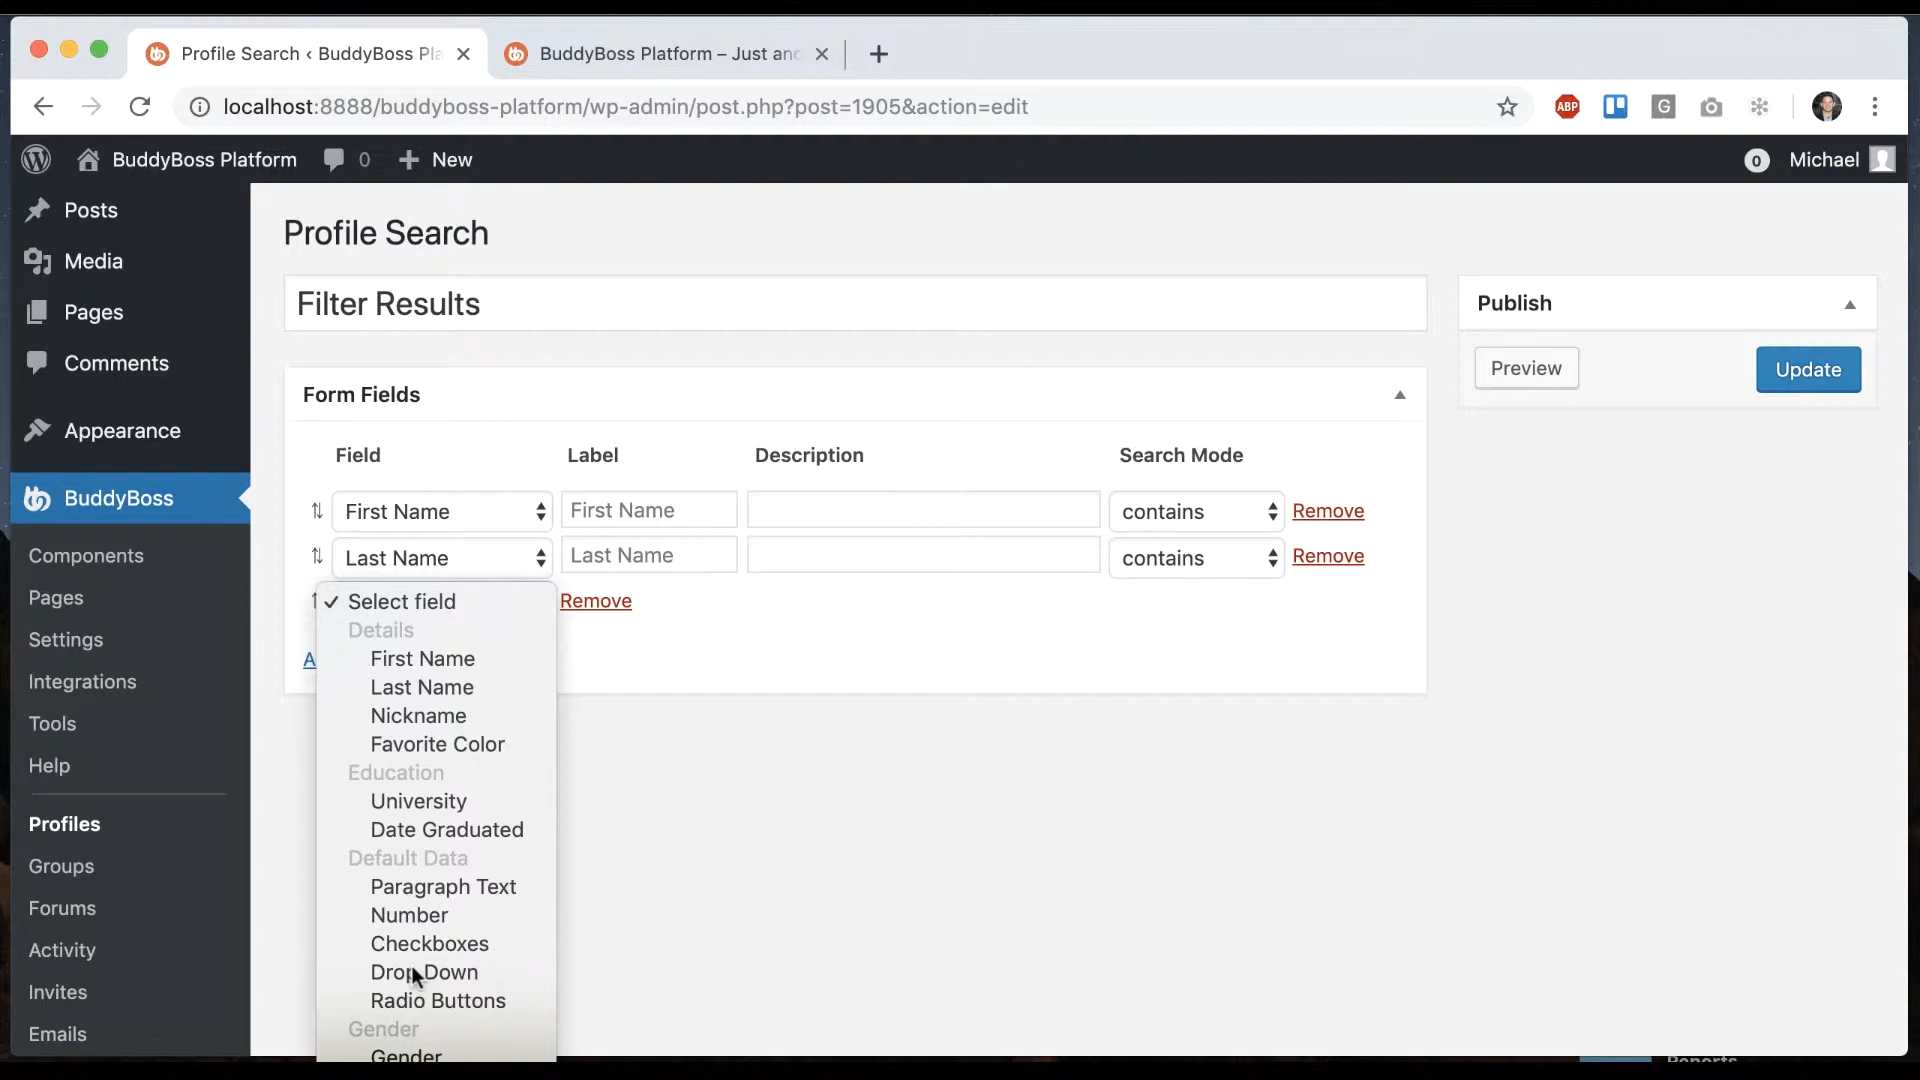 Profile Search ‹ BuddyBoss Pla
BuddyBoss Platform – Just ano
localhost:8888/buddyboss-platform/wp-admin/post.php?post=1905&action=edit
ABP
G
BuddyBoss Platform
0
New
0
Michael
Posts
Media
Pages
Comments
Appearance
BuddyBoss
Components
Pages
Settings
Integrations
Tools
Help
Profiles
Groups
Forums
Activity
Invites
Emails
Profile Search
Filter Results
Form Fields
Field Label Description Search Mode
First Name First Name contains Remove
Last Name Last Name contains Remove
✓ Select field Remove
Details
First Name
A
Last Name
Nickname
Favorite Color
Education
University
Date Graduated
Default Data
Paragraph Text
Number
Checkboxes
Drop Down
Radio Buttons
Gender
Gender
Publish
Preview Update
Reports